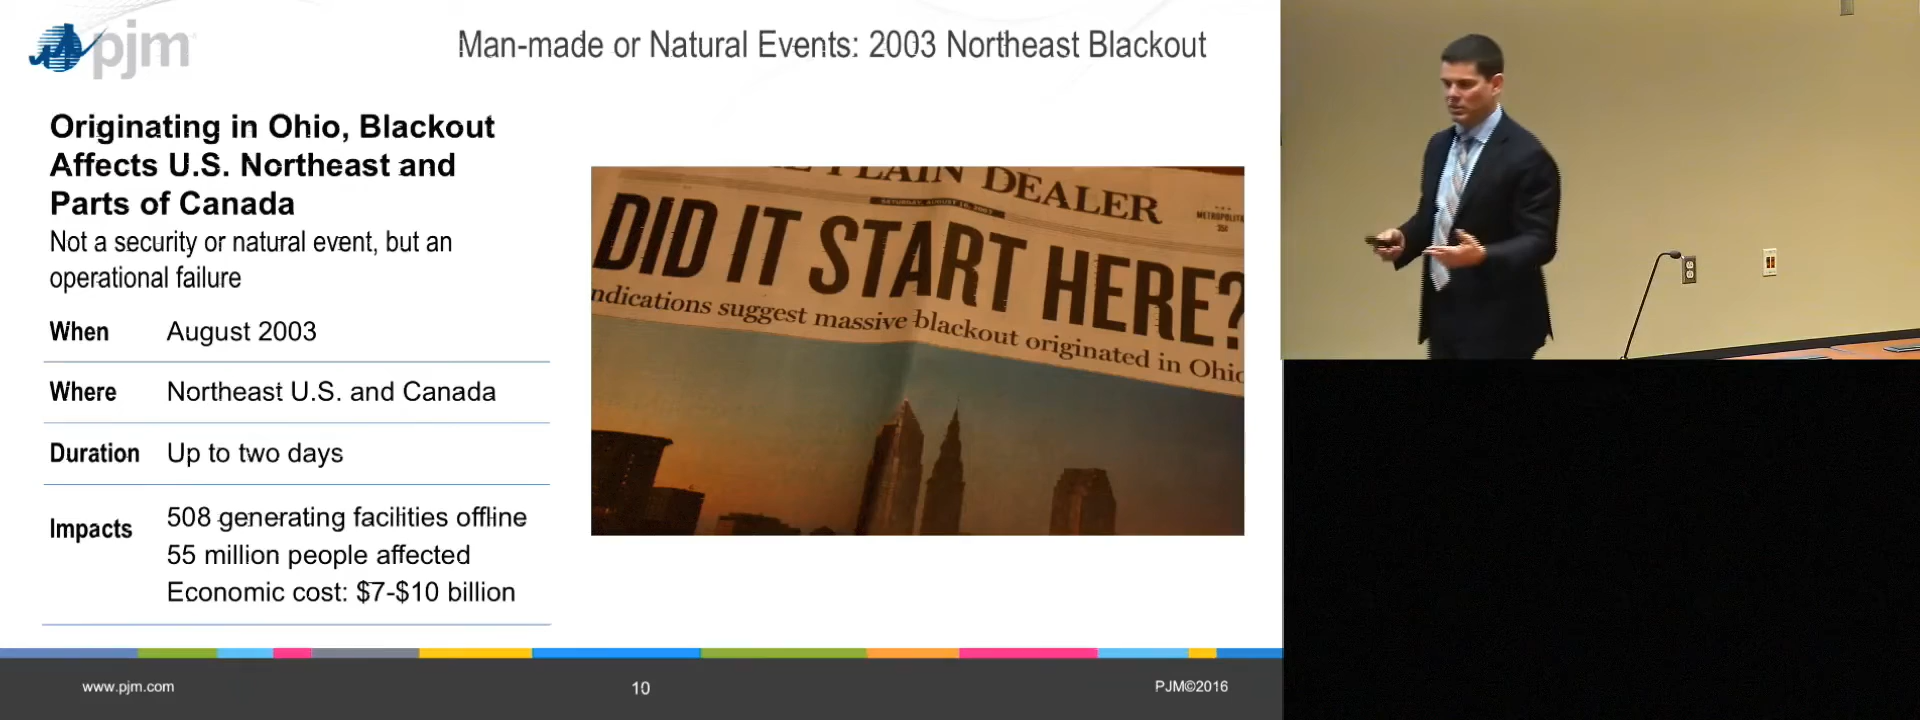 pjm
Man-made or Natural Events: 2003 Northeast Blackout
Originating in Ohio, Blackout
Affects U.S. Northeast and
Parts of Canada
Not a security or natural event, but an
operational failure
When August 2003
Where Northeast U.S. and Canada
Duration Up to two days
Impacts 508 generating facilities offline
55 million people affected
Economic cost: $7-$10 billion
PLAIN DEALER
DID IT START HERE?
ndications suggest massive blackout originated in Ohio
www.pjm.com
10
PJM©2016